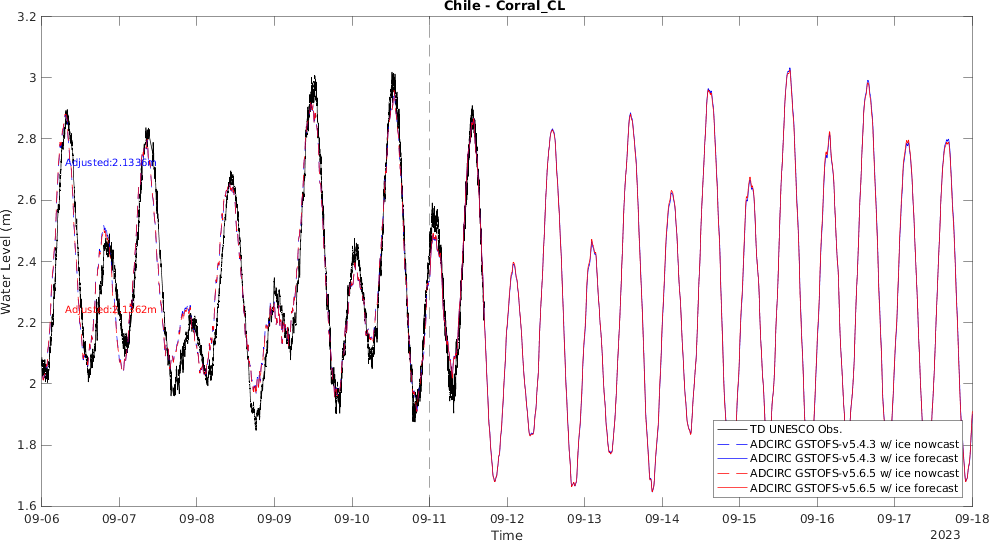 Chile - Corral_CL
3.2
3
2.8
2.6
2.4
2.2
2
1.8
1.6
Water Level (m)
Adjusted:2.1336m
Adjusted:2.1362m
TD UNESCO Obs.
ADCIRC GSTOFS-v5.4.3 w/ ice nowcast
ADCIRC GSTOFS-v5.4.3 w/ ice forecast
ADCIRC GSTOFS-v5.6.5 w/ ice nowcast
ADCIRC GSTOFS-v5.6.5 w/ ice forecast
09-06 09-07 09-08 09-09 09-10 09-11 09-12 09-13 09-14 09-15 09-16 09-17 09-18
Time
2023